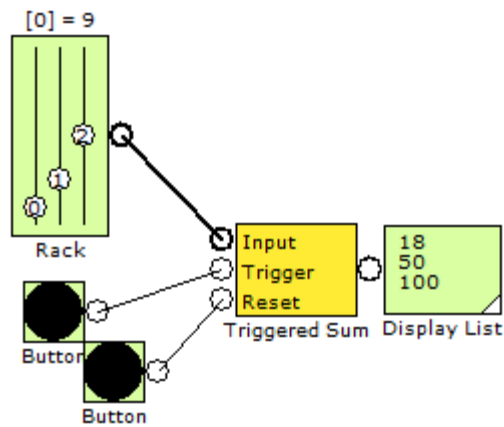 [0] = 9
2
1
0
Rack
Input
Trigger
Reset
Triggered Sum
18
50
100
Display List
Button
Button